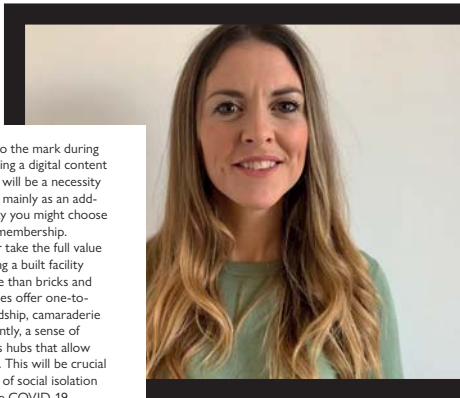 o the mark during
ing a digital content
will be a necessity
mainly as an add-
y you might choose
membership.
r take the full value
g a built facility
e than bricks and
es offer one-to-
dship, camaraderie
ntly, a sense of
s hubs that allow
. This will be crucial
of social isolation
COVID-19